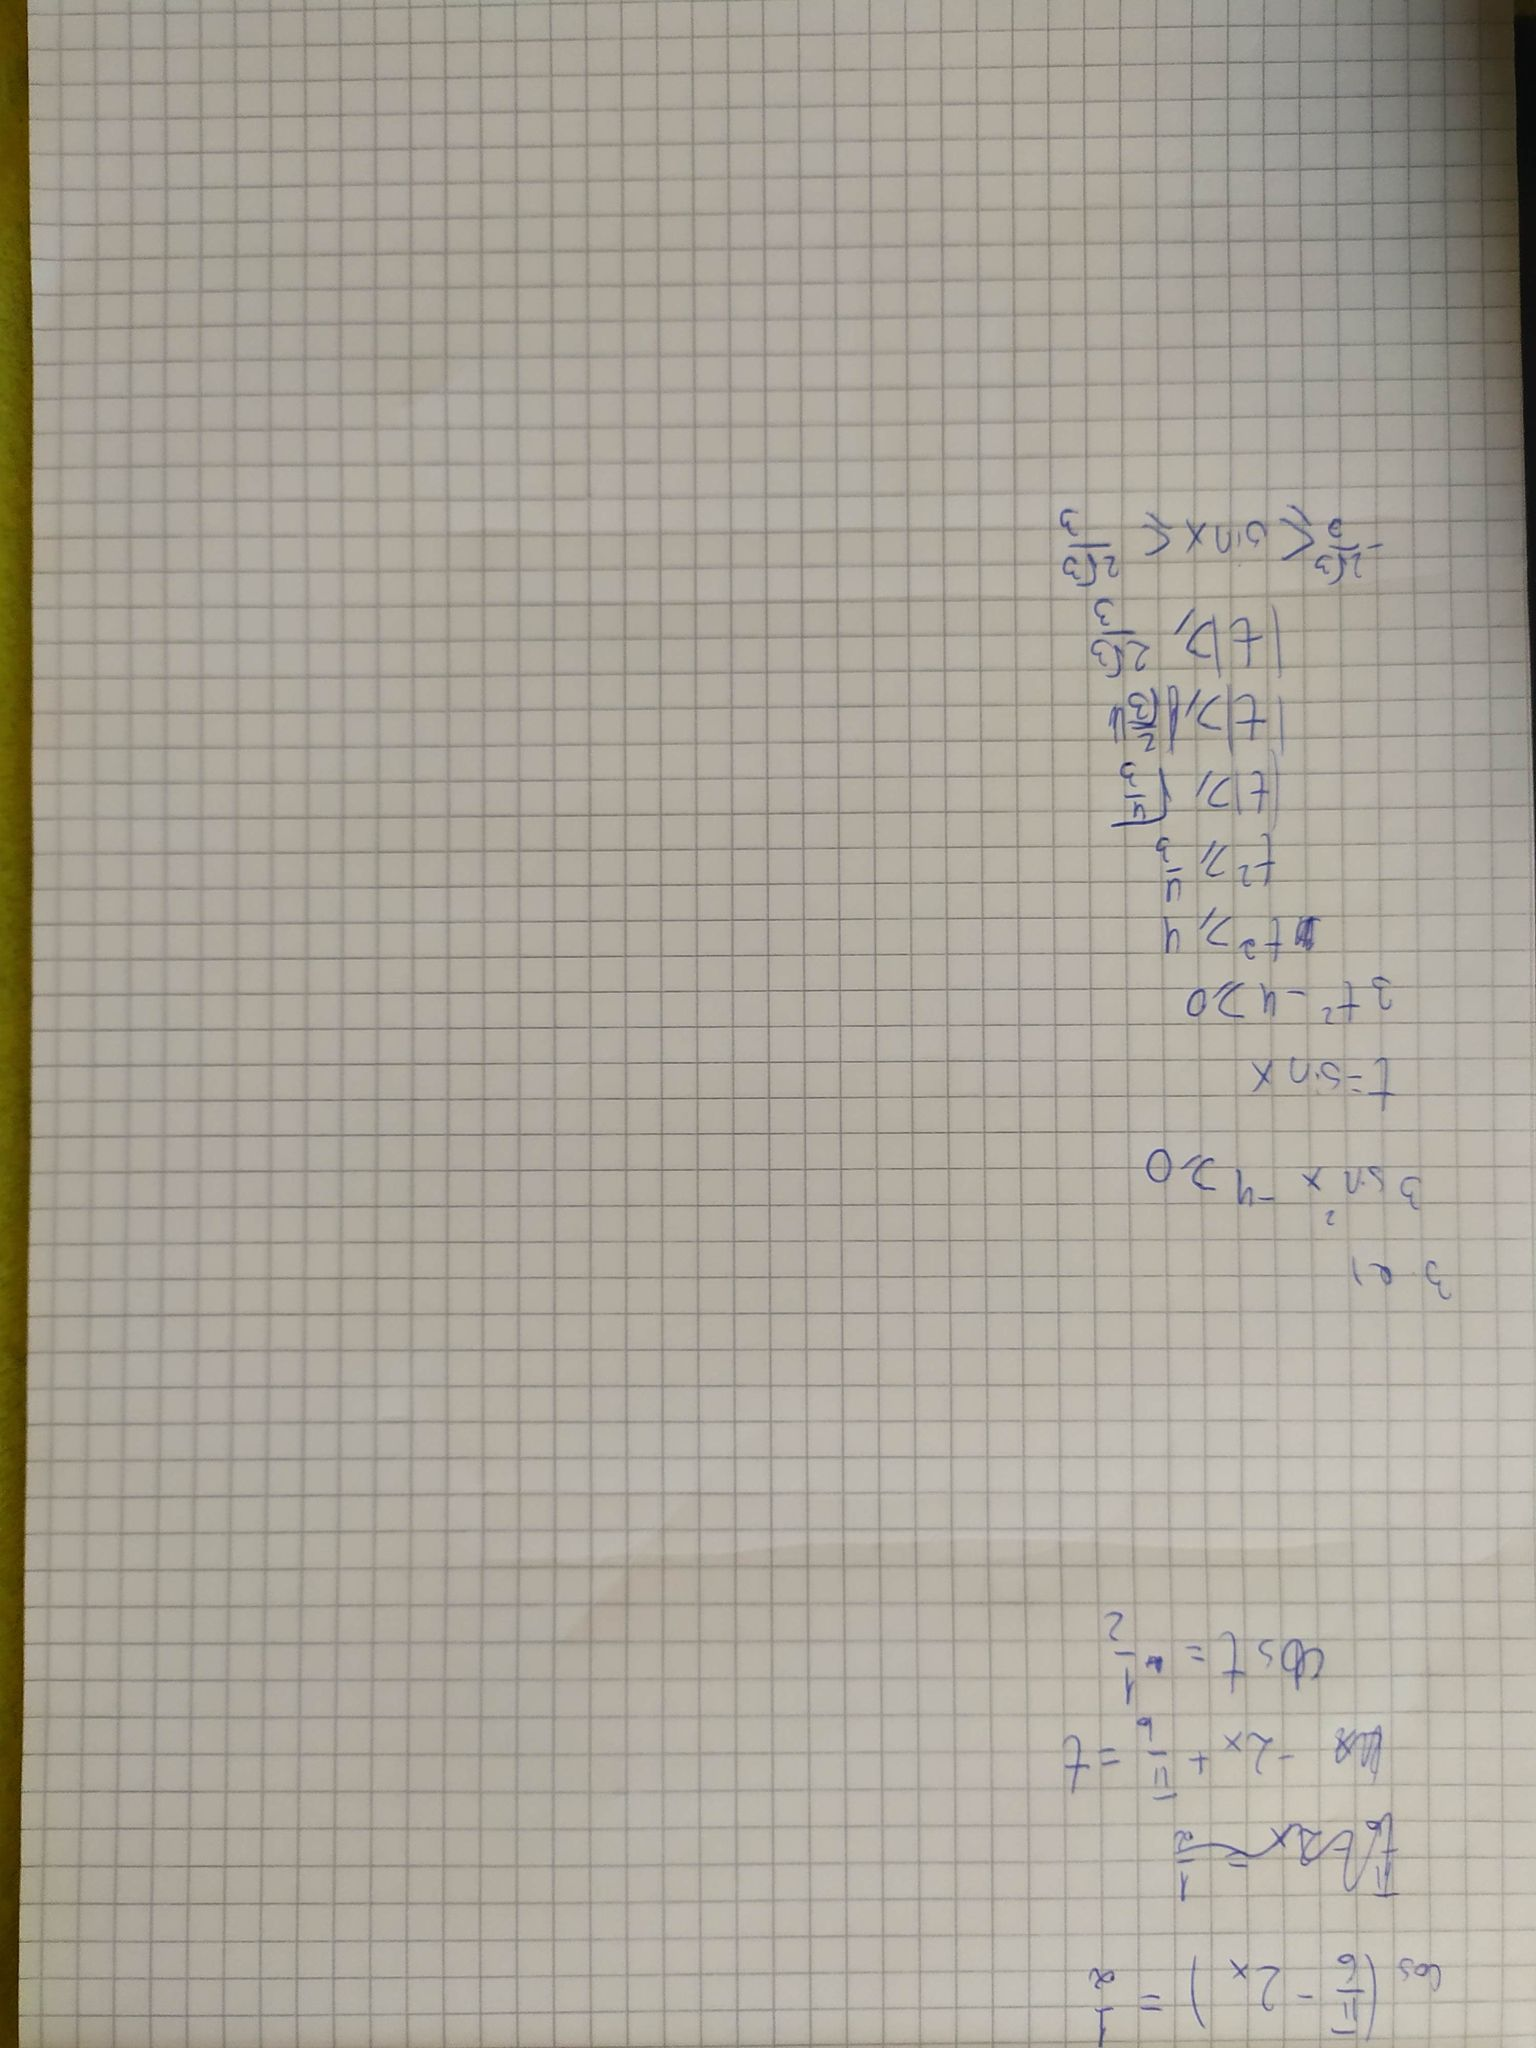 cos(π/6 - 2x) = 1/2
-2x + π/6 = t
cos t = 1/2
3. e)
3 sin²x - 4 ≥ 0
t = sin x
3t² - 4 ≥ 0
t² ≥ 4
t² ≥ 4/3
|t| ≥ √(4/3)
|t| ≥ 2/√3
|t| ≥ 2√3/3
-2√3/3 ≤ sin x ≤ 2√3/3